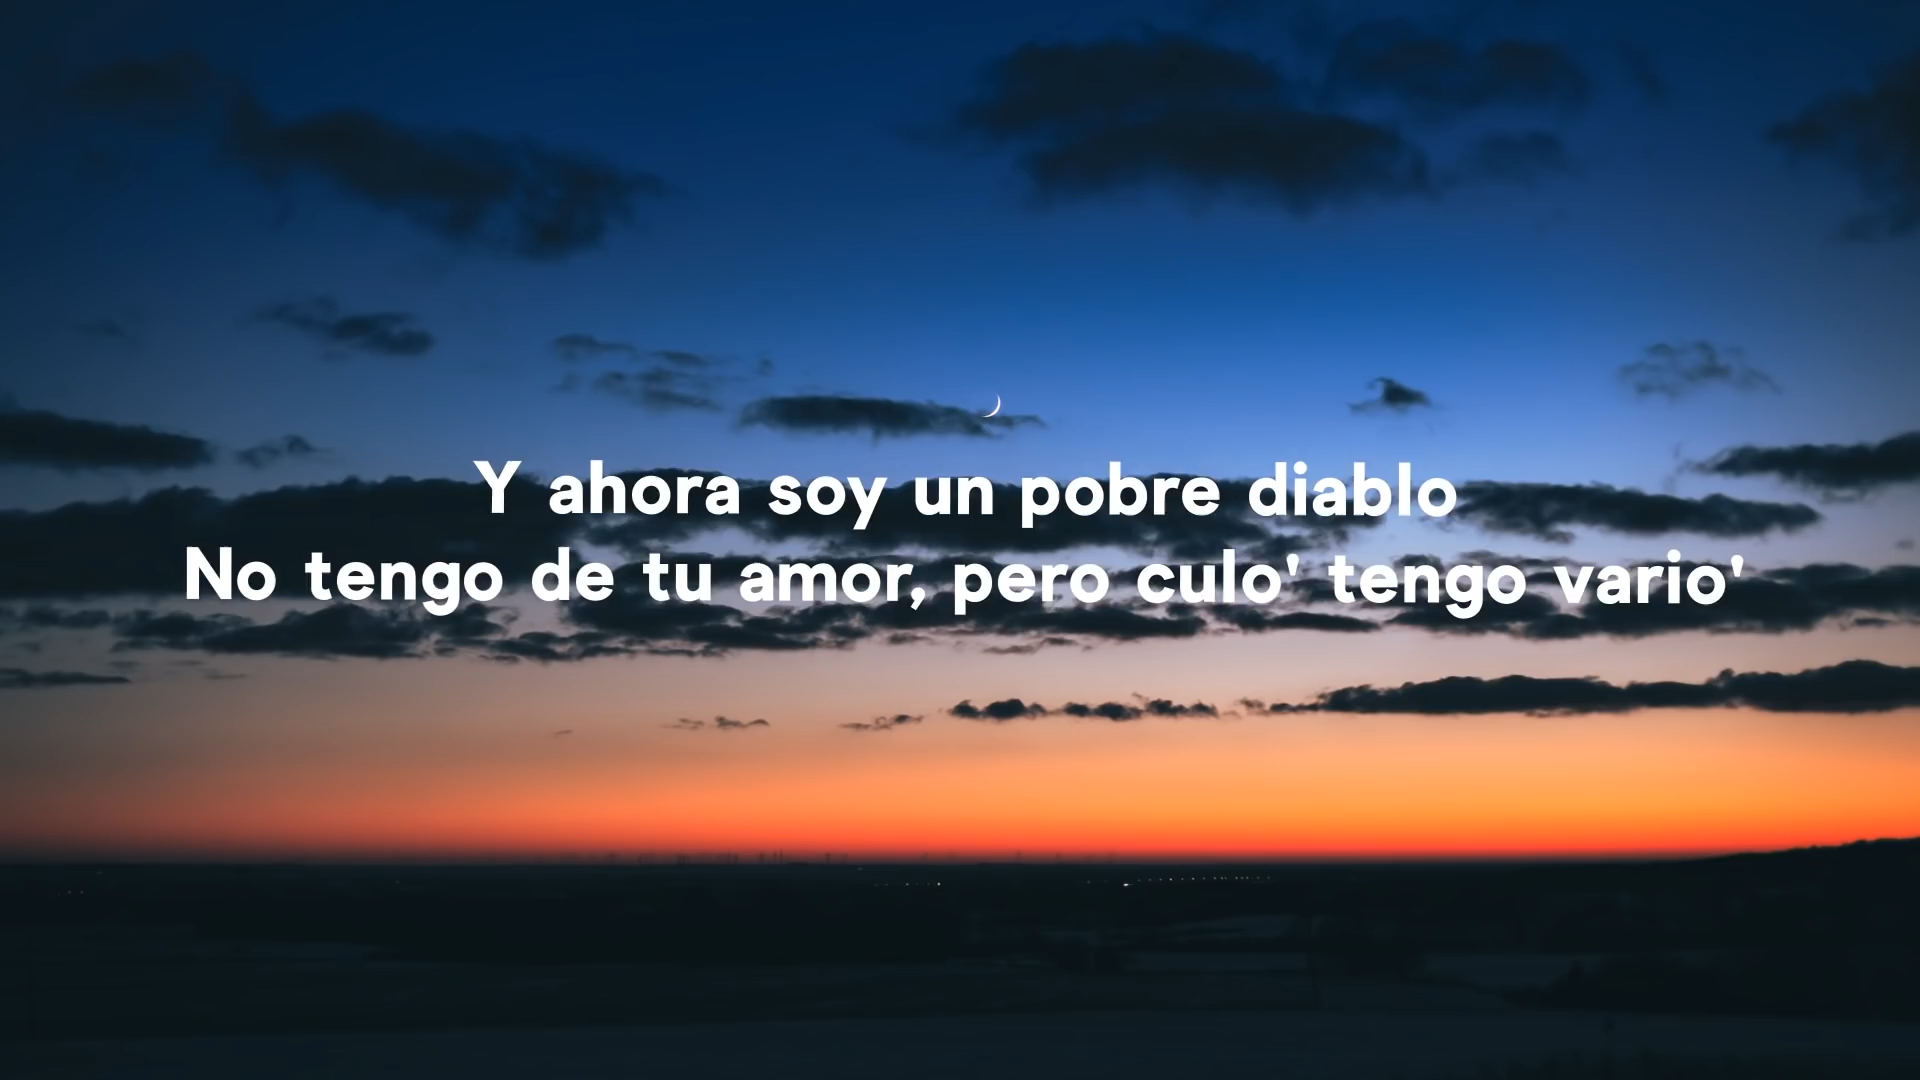 Y ahora soy un pobre diablo
No tengo de tu amor, pero culo' tengo vario'